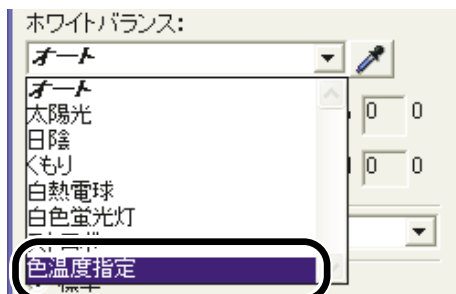 ホワイトバランス:
オート
オート
太陽光
0 0
日陰
くもり
0 0
白熱電球
白色蛍光灯
色温度指定